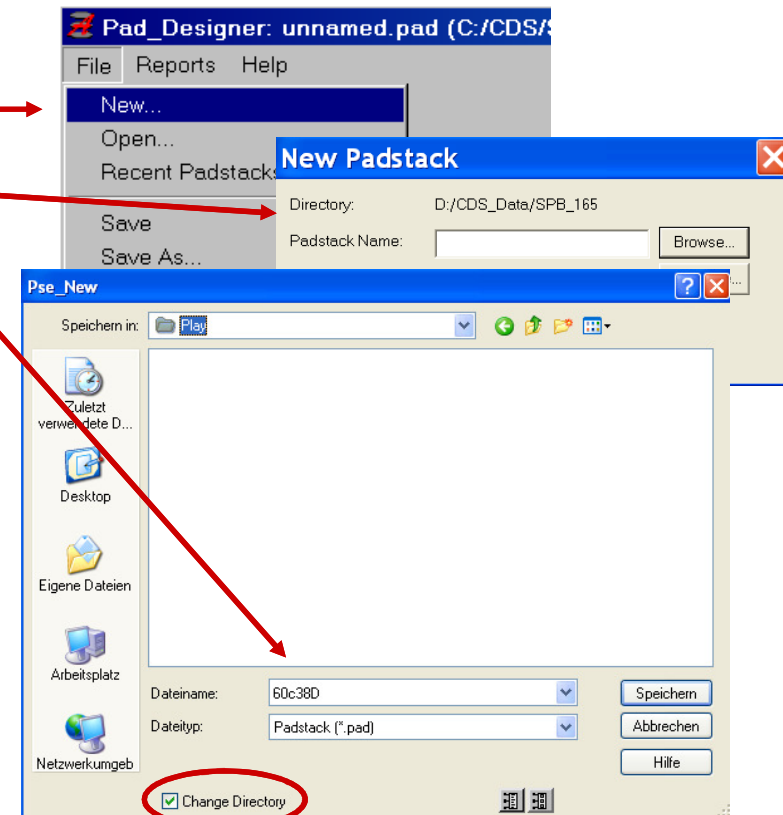 Pad_Designer: unnamed.pad (C:/CDS/
File Reports Help
New...
Open...
Recent Padstacks
Save
Save As...
New Padstack
Directory: D:/CDS_Data/SPB_165
Padstack Name:
Browse...
Pse_New
Speichern in: Play
Zuletzt
verwendete D...
Desktop
Eigene Dateien
Arbeitsplatz
Netzwerkumgeb
Dateiname: 60c38D
Speichern
Dateityp: Padstack (*.pad)
Abbrechen
Hilfe
Change Directory